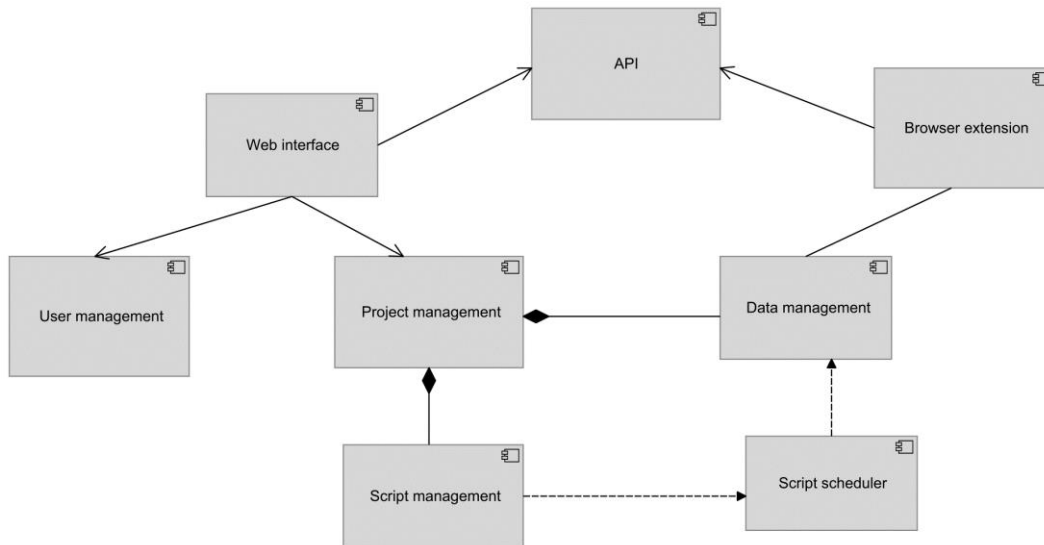 API
Web interface
Browser extension
User management
Project management
Data management
Script management
Script scheduler